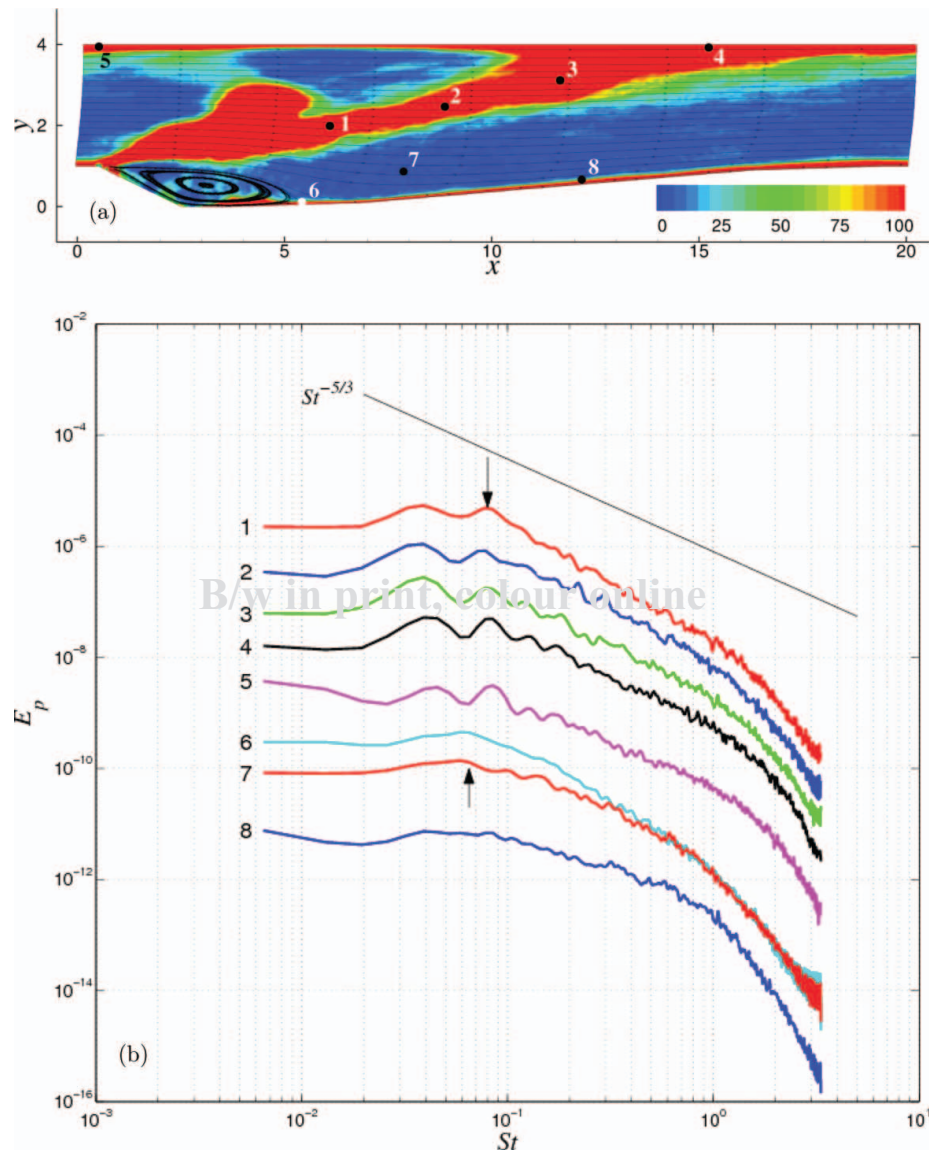 4
2
0
y
5
3
4
1
2
7
8
6
(a)
0 25 50 75 100
0 5 10 15 20
x
10⁻²
10⁻⁴
10⁻⁶
10⁻⁸
10⁻¹⁰
10⁻¹²
10⁻¹⁴
10⁻¹⁶
E_p
St⁻⁵/³
1
2
B/w in print, colour online
3
4
5
6
7
8
(b)
10⁻³ 10⁻² 10⁻¹ 10⁰ 10¹
St